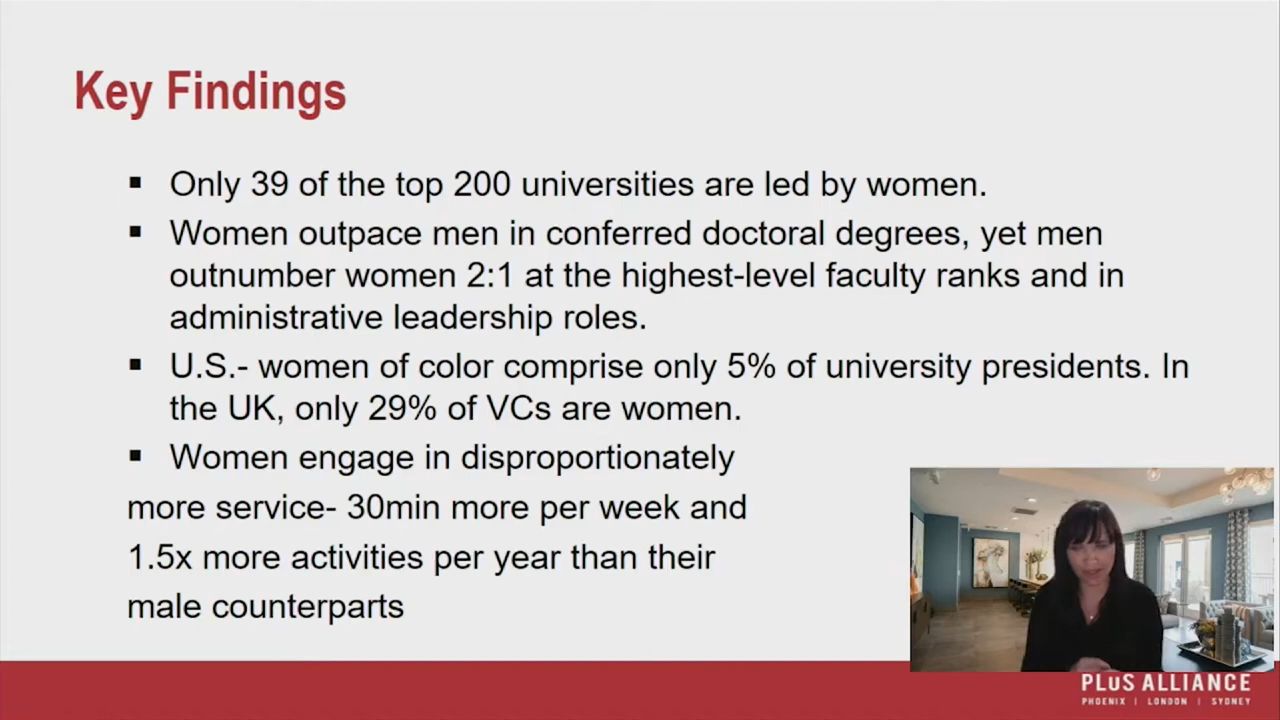 Key Findings
▪ Only 39 of the top 200 universities are led by women.
▪ Women outpace men in conferred doctoral degrees, yet men
outnumber women 2:1 at the highest-level faculty ranks and in
administrative leadership roles.
▪ U.S.- women of color comprise only 5% of university presidents. In
the UK, only 29% of VCs are women.
▪ Women engage in disproportionately
more service- 30min more per week and
1.5x more activities per year than their
male counterparts
PLuS ALLIANCE
PHOENIX | LONDON | SYDNEY